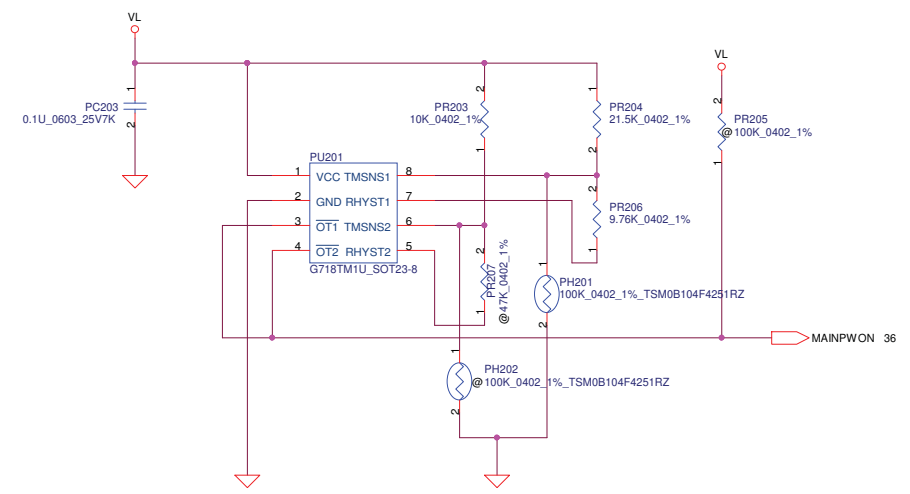 VL
VL
1
PC203
0.1U_0603_25V7K
2
2
PR203
10K_0402_1%
1
1
PR204
21.5K_0402_1%
2
2
PR205
@100K_0402_1%
1
PU201
1 VCC TMSNS1 8
2 GND RHYST1 7
3 OT1 TMSNS2 6
4 OT2 RHYST2 5
G718TM1U_SOT23-8
2
PR206
9.76K_0402_1%
1
2
PR207
@47K_0402_1%
1
1
PH201
100K_0402_1%_TSM0B104F4251RZ
2
MAINPWON 36
1
PH202
@100K_0402_1%_TSM0B104F4251RZ
2